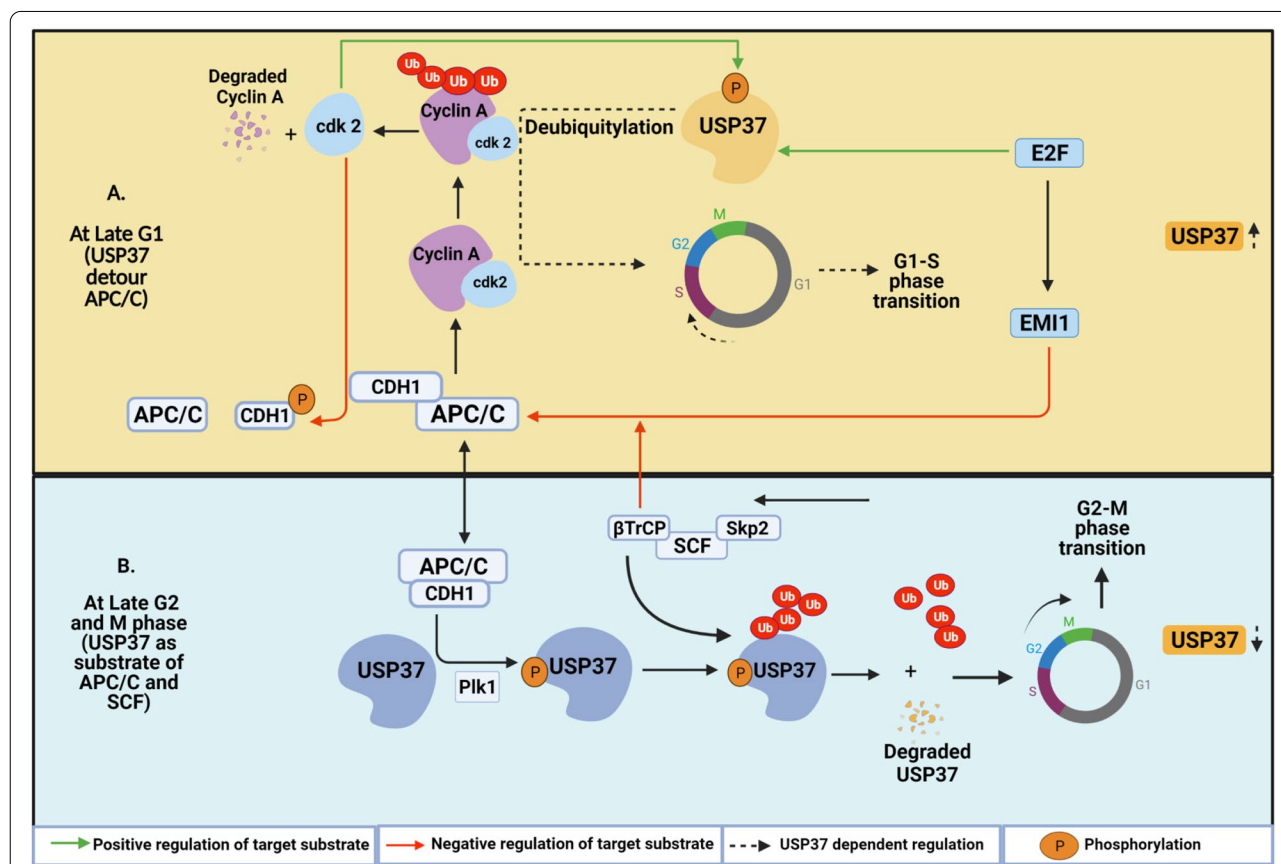 Degraded
Cyclin A
+
cdk 2
Ub
Ub
Ub
Ub
Cyclin A
cdk 2
Deubiquitylation
P
USP37
E2F
A.
At Late G1
(USP37
detour
APC/C)
Cyclin A
cdk2
M
G2
S
G1
G1-S
phase
transition
USP37
EMI1
APC/C
CDH1
P
CDH1
APC/C
B.
At Late G2
and M phase
(USP37 as
substrate of
APC/C and
SCF)
APC/C
CDH1
βTrCP
SCF
Skp2
G2-M
phase
transition
USP37
Plk1
P
USP37
Ub
Ub
Ub
Ub
P
USP37
Ub
Ub
Ub
Ub
+
Degraded
USP37
M
G2
S
G1
USP37
Positive regulation of target substrate
Negative regulation of target substrate
USP37 dependent regulation
P
Phosphorylation